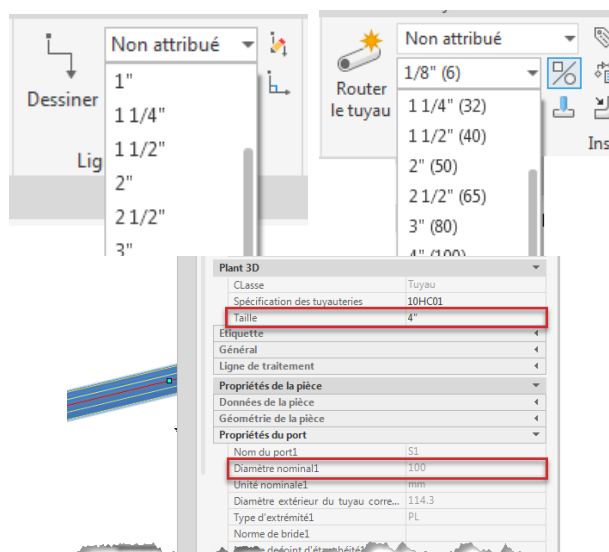 Non attribué
Dessiner
1"
1 1/4"
1 1/2"
2"
2 1/2"
3"
Lig
Non attribué
1/8" (6)
Router
le tuyau
1 1/4" (32)
1 1/2" (40)
2" (50)
2 1/2" (65)
3" (80)
4" (100)
Ins
Plant 3D
CLasse Tuyau
Spécification des tuyauteries 10HC01
Taille 4"
Etiquette
Général
Ligne de traitement
Propriétés de la pièce
Données de la pièce
Géométrie de la pièce
Propriétés du port
Nom du port1 S1
Diamètre nominal1 100
Unité nominale1 mm
Diamètre extérieur du tuyau corre... 114.3
Type d'extrémité1 PL
Norme de bride1